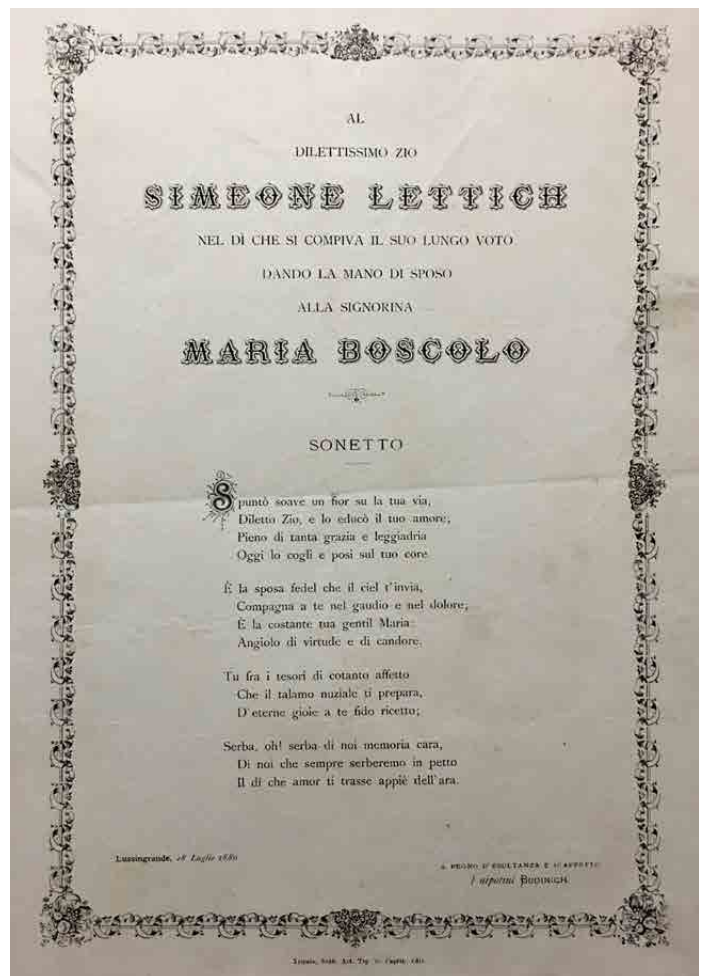 AL
DILETTISSIMO ZIO
SIMEONE LETTICH
NEL DÌ CHE SI COMPIVA IL SUO LUNGO VOTO
DANDO LA MANO DI SPOSO
ALLA SIGNORINA
MARIA BOSCOLO
SONETTO
Spuntò soave un fior su la tua via,
Diletto Zio, e lo educò il tuo amore;
Pieno di tanta grazia e leggiadria
Oggi lo cogli e posi sul tuo core.
È la sposa fedel che il ciel t'invia,
Compagna a te nel gaudio e nel dolore;
È la costante tua gentil Maria
Angiolo di virtude e di candore.
Tu fra i tesori di cotanto affetto
Che il talamo nuziale ti prepara,
D'eterne gioie a te fido ricetto;
Serba, oh! serba di noi memoria cara,
Di noi che sempre serberemo in petto
Il dì che amor ti trasse appiè dell'ara.
Lussingrande, 28 Luglio
A PEGNO D'ESULTANZA E D'AFFETTO
I nipotini BUDINICH.